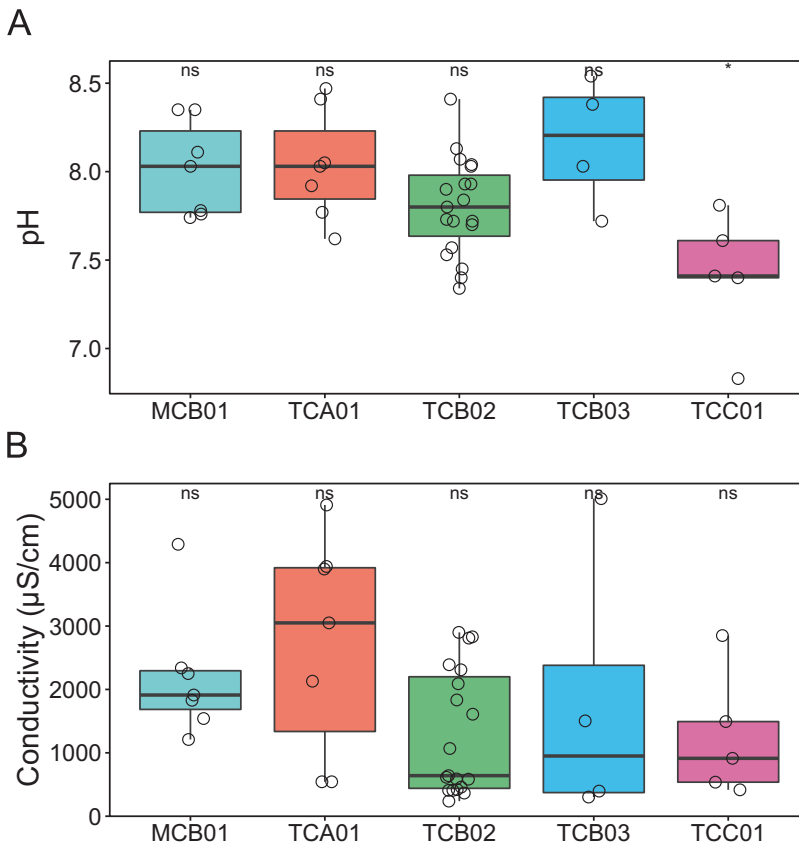 A
ns ns ns ns *
8.5
8.0
7.5
7.0
pH
MCB01 TCA01 TCB02 TCB03 TCC01
B
ns ns ns ns ns
5000
4000
3000
2000
1000
0
Conductivity (µS/cm)
MCB01 TCA01 TCB02 TCB03 TCC01